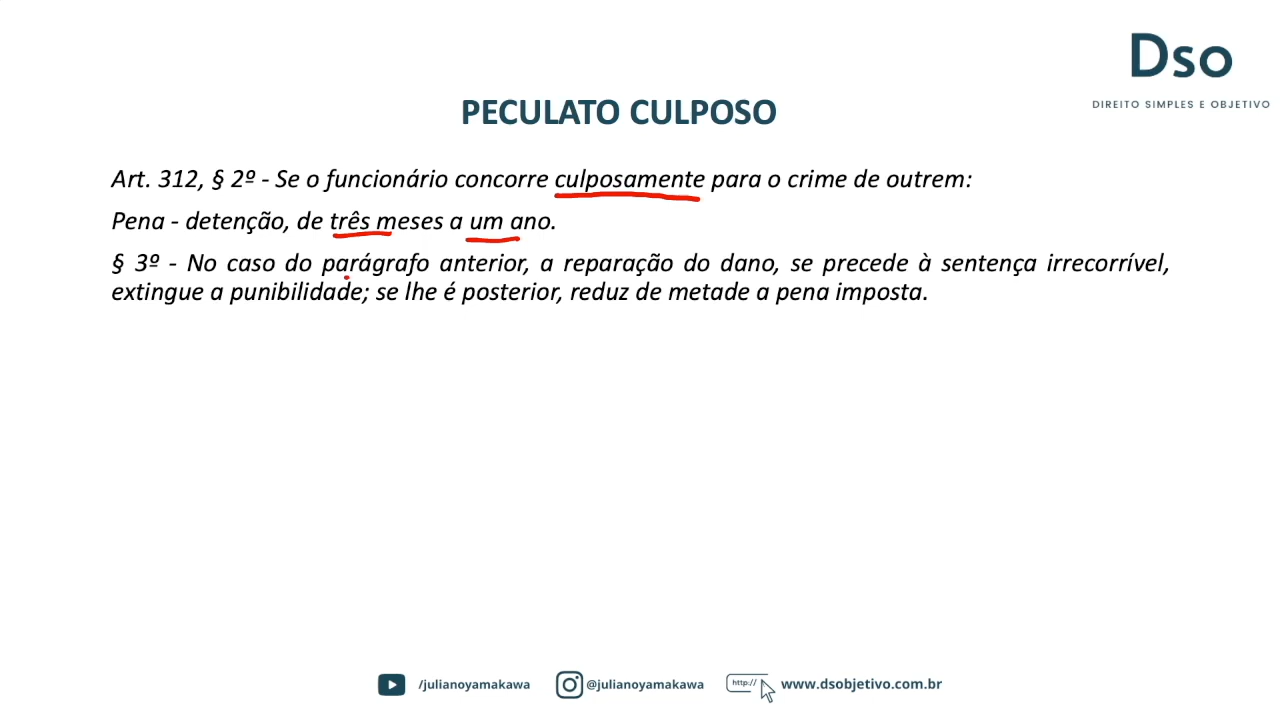 Dso
DIREITO SIMPLES E OBJETIVO
PECULATO CULPOSO
Art. 312, § 2º - Se o funcionário concorre culposamente para o crime de outrem:
Pena - detenção, de três meses a um ano.
§ 3º - No caso do parágrafo anterior, a reparação do dano, se precede à sentença irrecorrível,
extingue a punibilidade; se lhe é posterior, reduz de metade a pena imposta.
/julianoyamakawa @julianoyamakawa http:// www.dsobjetivo.com.br